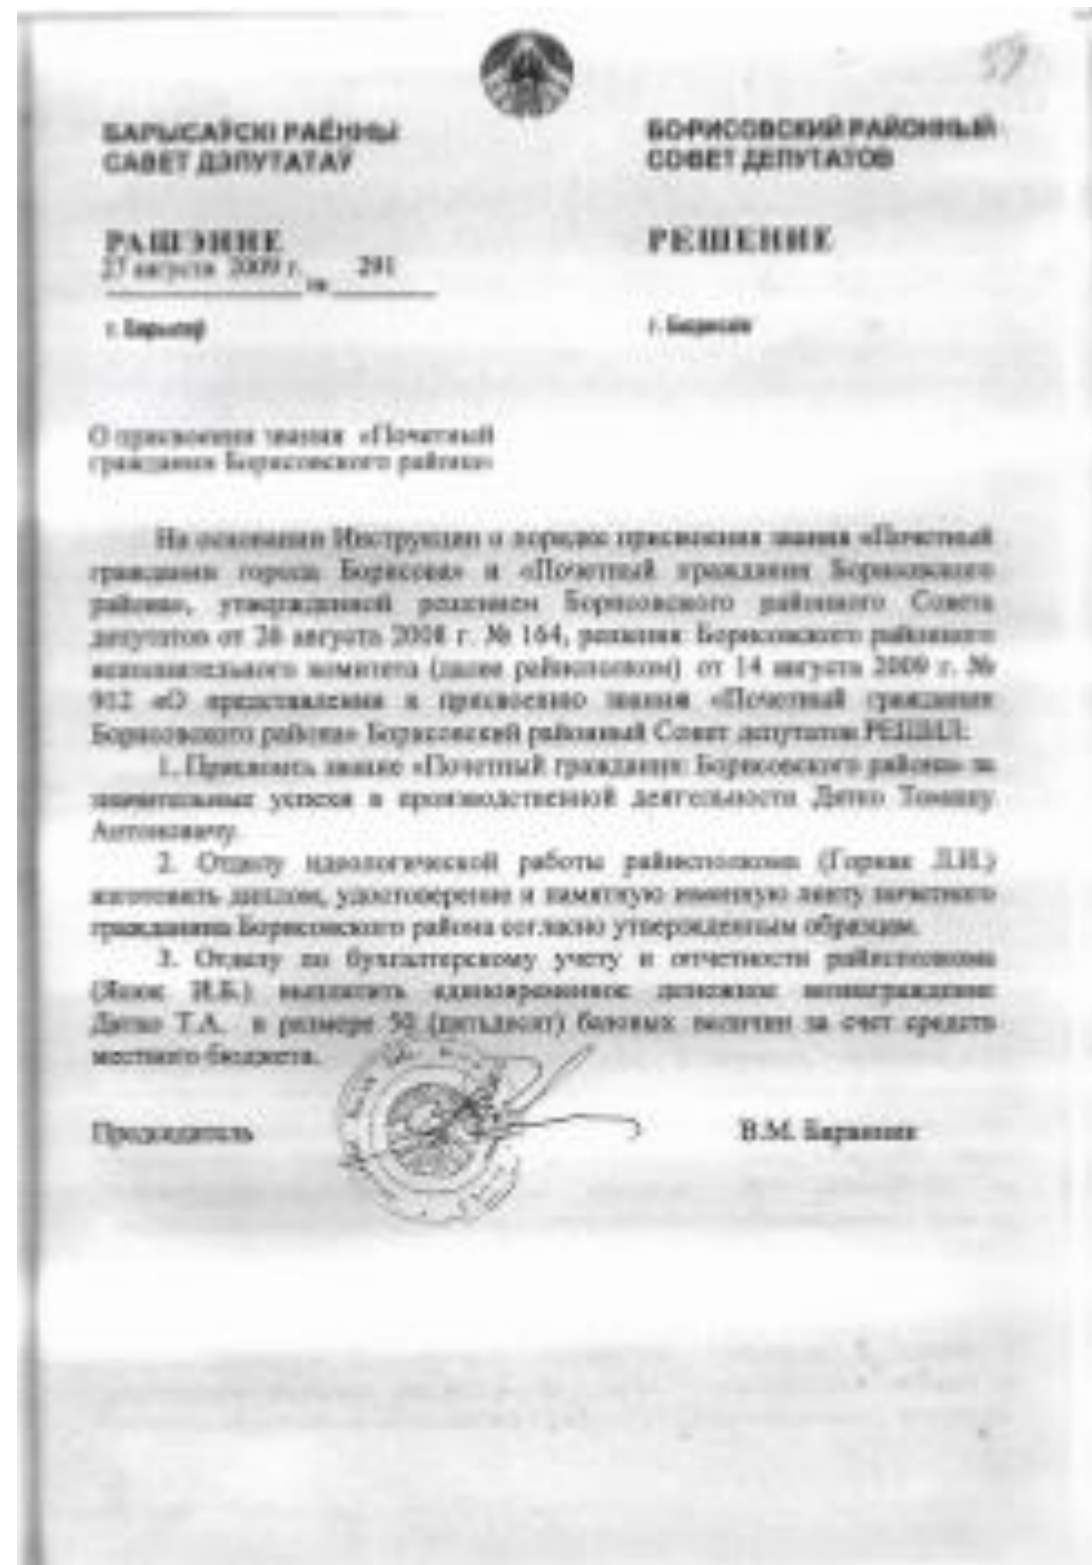 БАРЫСАЎСКІ РАЁННЫ
САВЕТ ДЭПУТАТАЎ
БОРИСОВСКИЙ РАЙОННЫЙ
СОВЕТ ДЕПУТАТОВ
РАШЭННЕ
27 августа 2009 г. № 291
г. Барысаў
РЕШЕНИЕ
г. Борисов
О присвоении звания «Почетный
гражданин Борисовского района»
На основании Инструкции о порядке присвоения звания «Почетный
гражданин города Борисова» и «Почетный гражданин Борисовского
района», утвержденной решением Борисовского районного Совета
депутатов от 26 августа 2008 г. № 164, решения Борисовского районного
исполнительного комитета (далее райисполком) от 14 августа 2009 г. №
912 «О представлении к присвоению звания «Почетный гражданин
Борисовского района» Борисовский районный Совет депутатов РЕШИЛ:
1. Присвоить звание «Почетный гражданин Борисовского района» за
значительные успехи в производственной деятельности Дятко Томашу
Антоновичу.
2. Отделу идеологической работы райисполкома (Горвак Л.И.)
изготовить диплом, удостоверение и памятную именную ленту почетного
гражданина Борисовского района согласно утвержденным образцам.
3. Отделу по бухгалтерскому учету и отчетности райисполкома
И.Б.) выплатить единовременное денежное вознаграждение
Дятко Т.А. в размере 50 (пятьдесят) базовых величин за счет средств
местного бюджета.
Председатель
В.М.